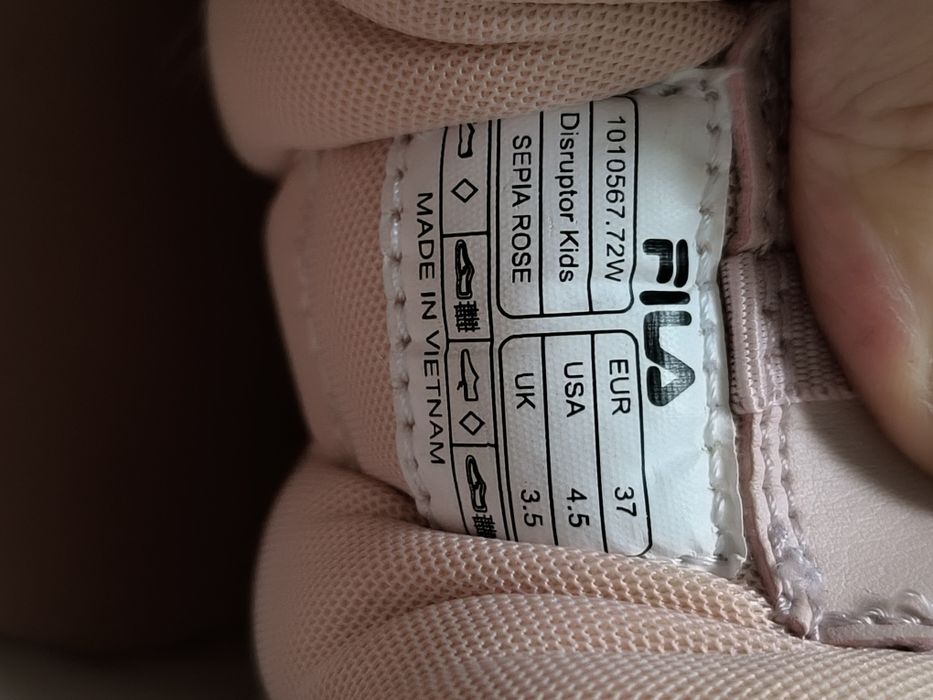 FILA
1010567.72W
Disruptor Kids
SEPIA ROSE
EUR 37
USA 4.5
UK 3.5
MADE IN VIETNAM